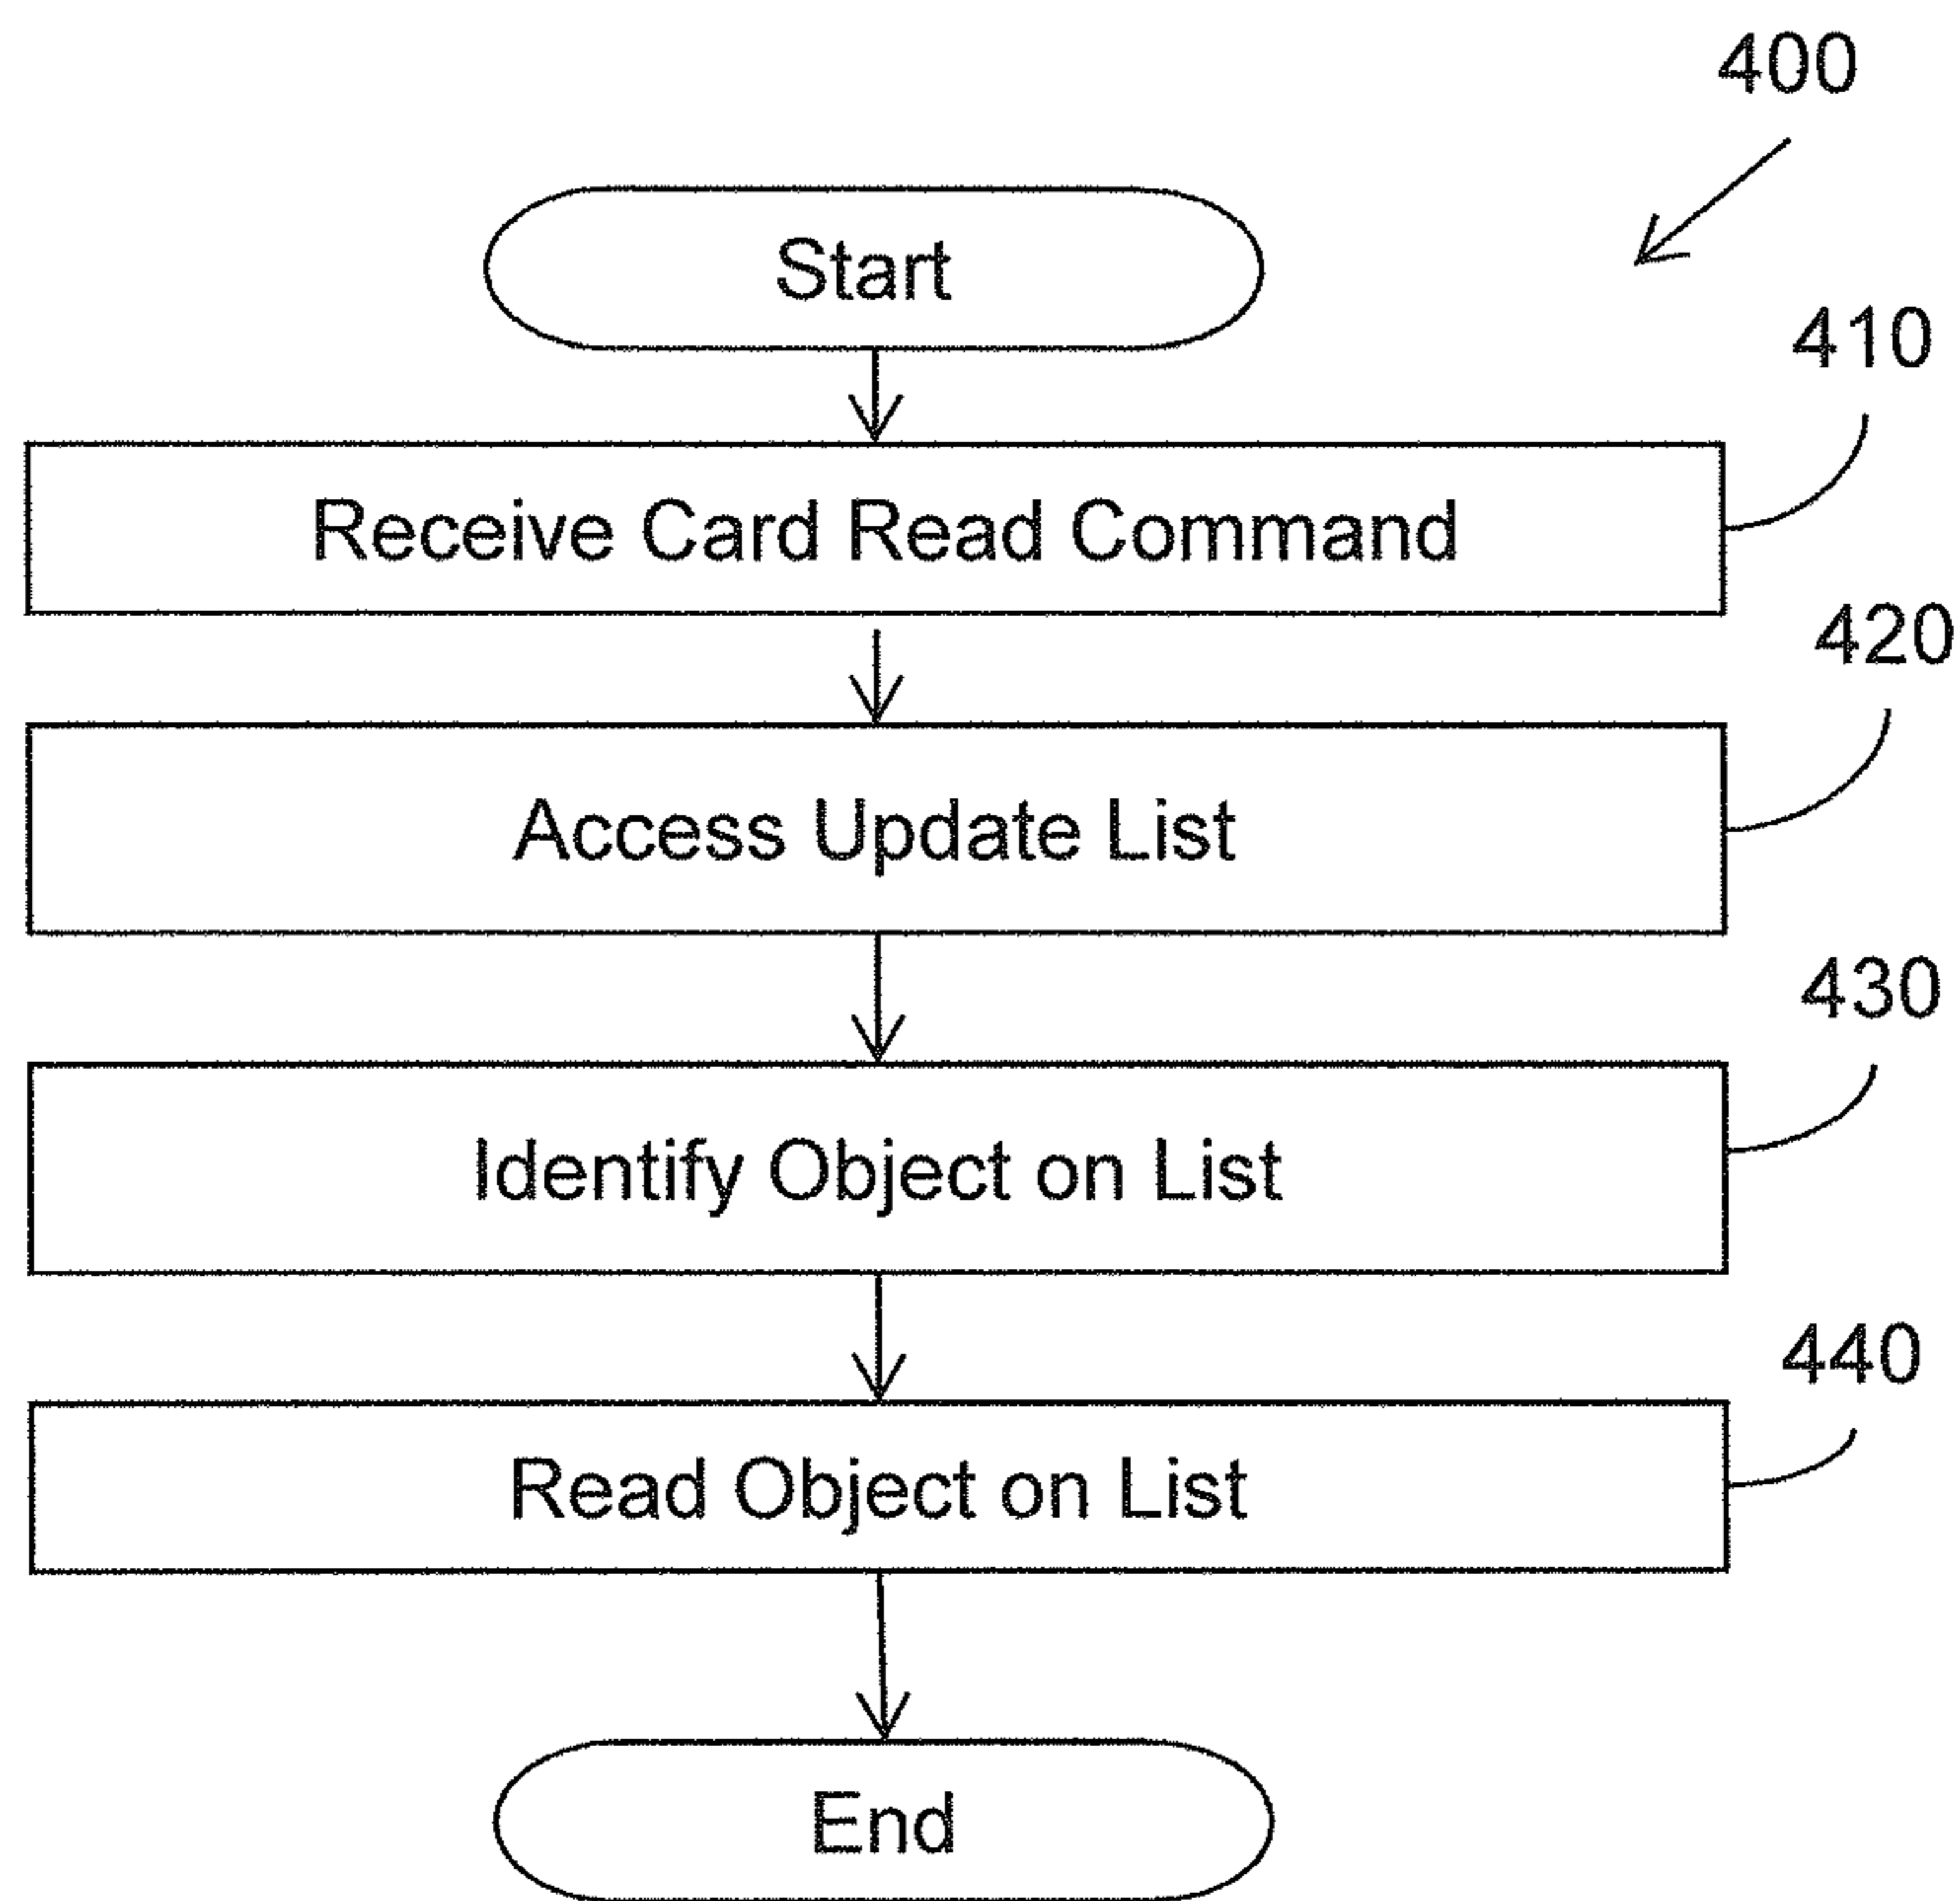 400
Start
410
Receive Card Read Command
420
Access Update List
430
Identify Object on List
440
Read Object on List
End